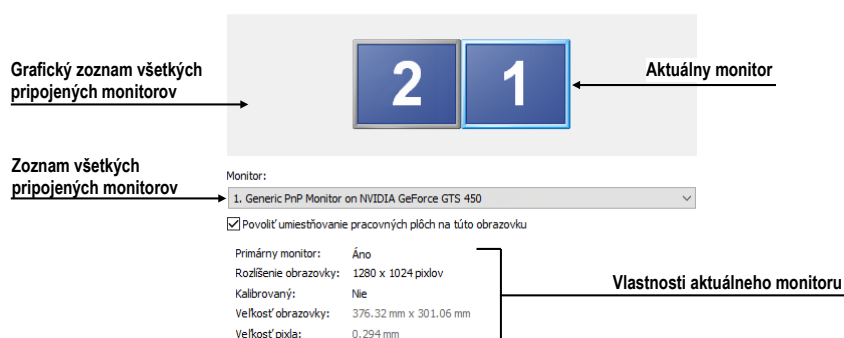 Grafický zoznam všetkých
pripojených monitorov
2 1
Aktuálny monitor
Zoznam všetkých
pripojených monitorov
Monitor:
1. Generic PnP Monitor on NVIDIA GeForce GTS 450
Povoliť umiestňovanie pracovných plôch na túto obrazovku
Primárny monitor: Áno
Rozlíšenie obrazovky: 1280 x 1024 pixlov
Kalibrovaný: Nie
Veľkosť obrazovky: 376.32 mm x 301.06 mm
Veľkosť pixla: 0.294 mm
Vlastnosti aktuálneho monitoru